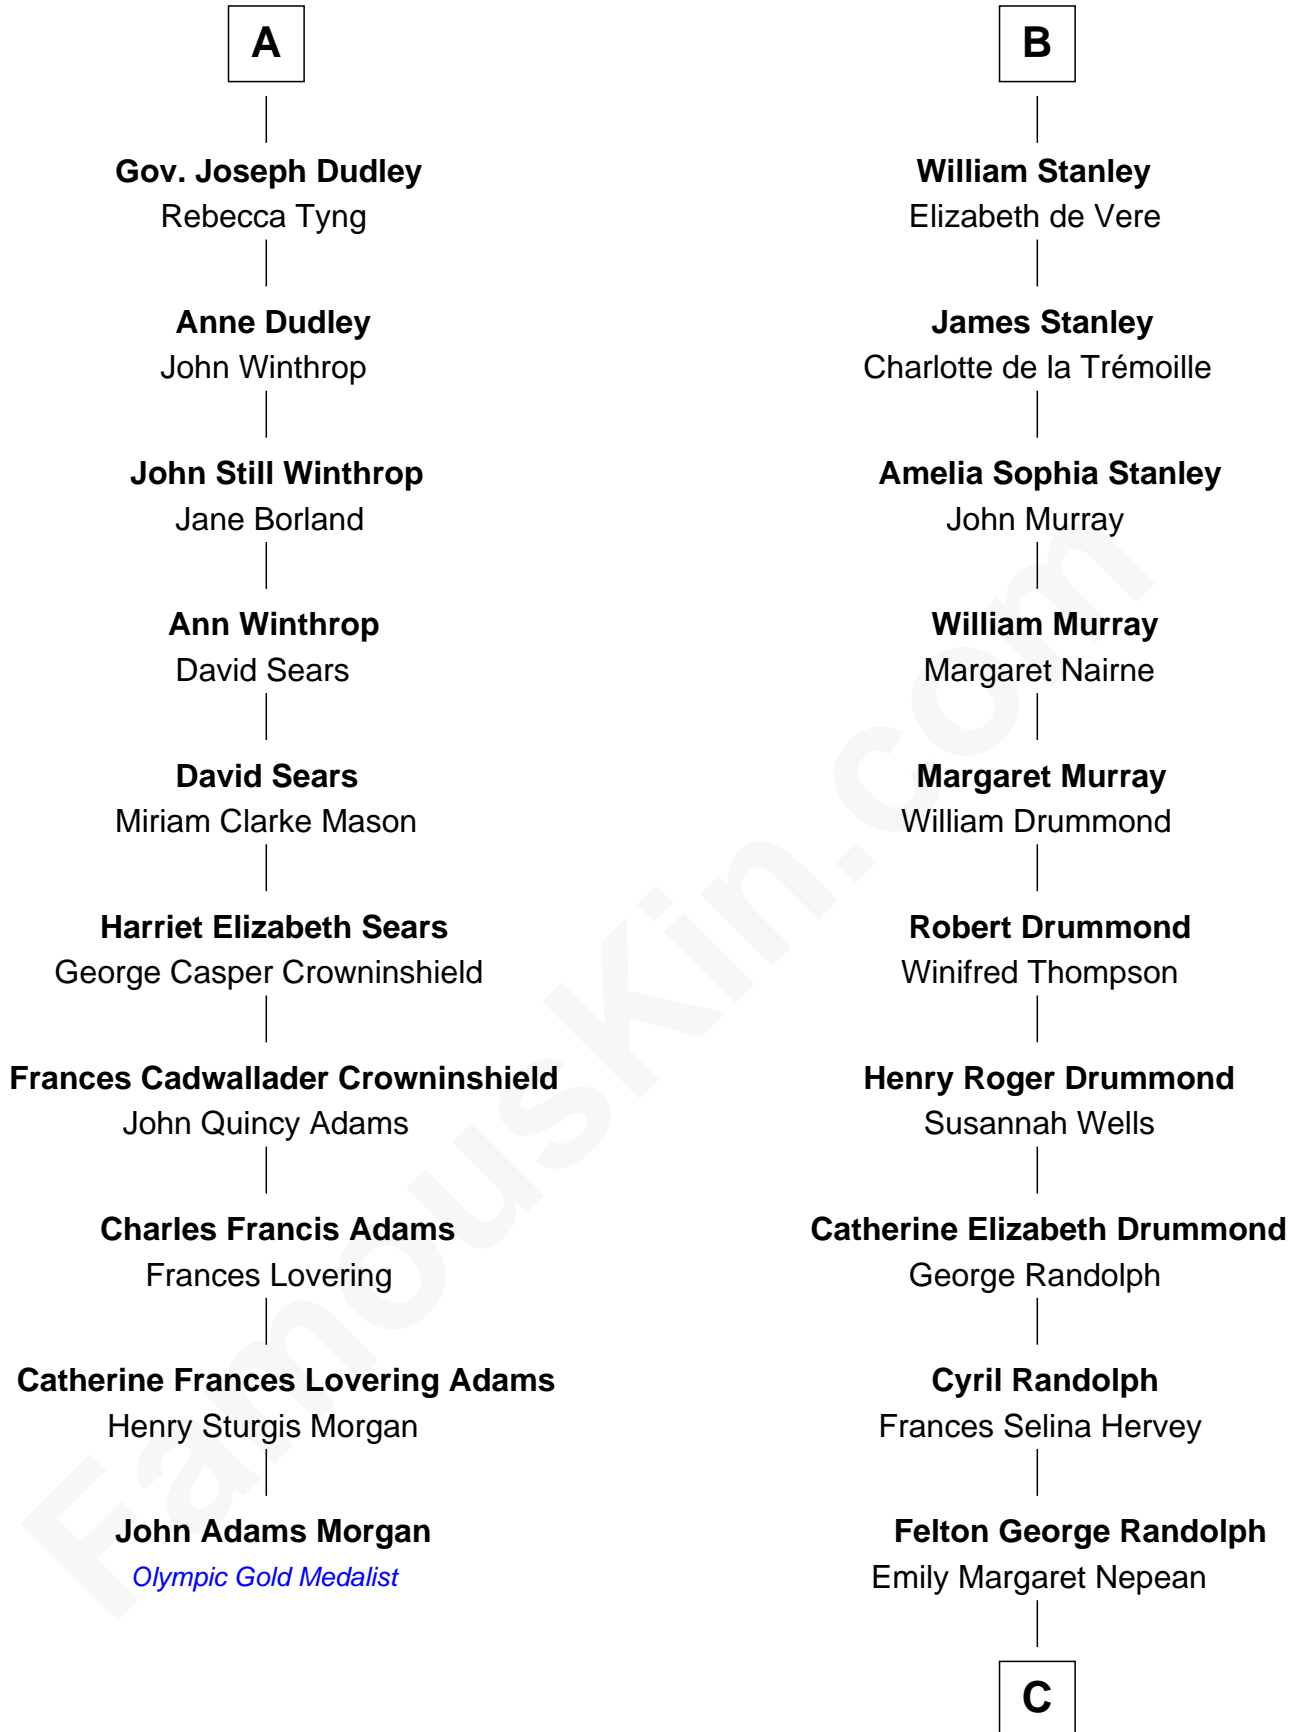 A
Gov. Joseph Dudley
Rebecca Tyng
Anne Dudley
John Winthrop
John Still Winthrop
Jane Borland
Ann Winthrop
David Sears
David Sears
Miriam Clarke Mason
Harriet Elizabeth Sears
George Casper Crowninshield
Frances Cadwallader Crowninshield
John Quincy Adams
Charles Francis Adams
Frances Lovering
Catherine Frances Lovering Adams
Henry Sturgis Morgan
John Adams Morgan
Olympic Gold Medalist
B
William Stanley
Elizabeth de Vere
James Stanley
Charlotte de la Trémoille
Amelia Sophia Stanley
John Murray
William Murray
Margaret Nairne
Margaret Murray
William Drummond
Robert Drummond
Winifred Thompson
Henry Roger Drummond
Susannah Wells
Catherine Elizabeth Drummond
George Randolph
Cyril Randolph
Frances Selina Hervey
Felton George Randolph
Emily Margaret Nepean
C
FamousKin.com